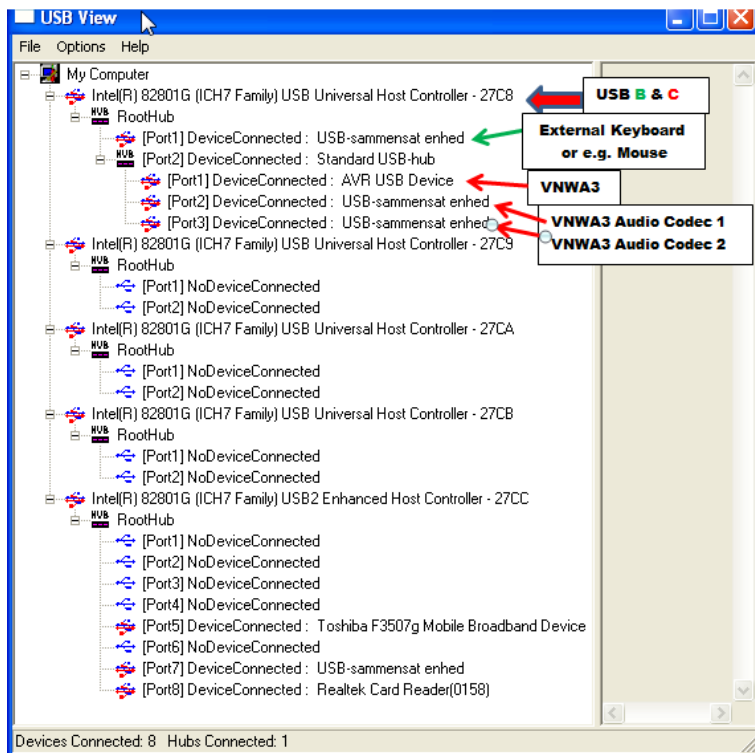 USB View
File Options Help
My Computer
Intel(R) 82801G (ICH7 Family) USB Universal Host Controller - 27C8
USB B & C
HUB RootHub
[Port1] DeviceConnected : USB-sammensat enhed
External Keyboard
or e.g. Mouse
HUB [Port2] DeviceConnected : Standard USB-hub
[Port1] DeviceConnected : AVR USB Device
VNWA3
[Port2] DeviceConnected : USB-sammensat enhed
VNWA3 Audio Codec 1
[Port3] DeviceConnected : USB-sammensat enhed
VNWA3 Audio Codec 2
Intel(R) 82801G (ICH7 Family) USB Universal Host Controller - 27C9
HUB RootHub
[Port1] NoDeviceConnected
[Port2] NoDeviceConnected
Intel(R) 82801G (ICH7 Family) USB Universal Host Controller - 27CA
HUB RootHub
[Port1] NoDeviceConnected
[Port2] NoDeviceConnected
Intel(R) 82801G (ICH7 Family) USB Universal Host Controller - 27CB
HUB RootHub
[Port1] NoDeviceConnected
[Port2] NoDeviceConnected
Intel(R) 82801G (ICH7 Family) USB2 Enhanced Host Controller - 27CC
HUB RootHub
[Port1] NoDeviceConnected
[Port2] NoDeviceConnected
[Port3] NoDeviceConnected
[Port4] NoDeviceConnected
[Port5] DeviceConnected : Toshiba F3507g Mobile Broadband Device
[Port6] NoDeviceConnected
[Port7] DeviceConnected : USB-sammensat enhed
[Port8] DeviceConnected : Realtek Card Reader(0158)
Devices Connected: 8 Hubs Connected: 1